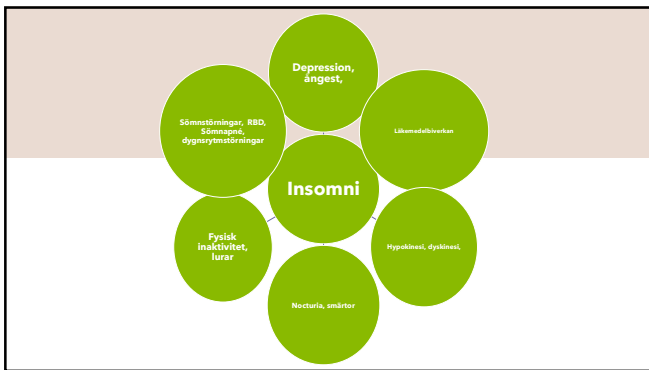 Depression,
ångest,
Sömnstörningar, RBD,
Sömnapné,
dygnsrytmstörningar
Läkemedelbiverkan
Insomni
Fysisk
inaktivitet,
lurar
Hypokinesi, dyskinesi,
Nocturia, smärtor